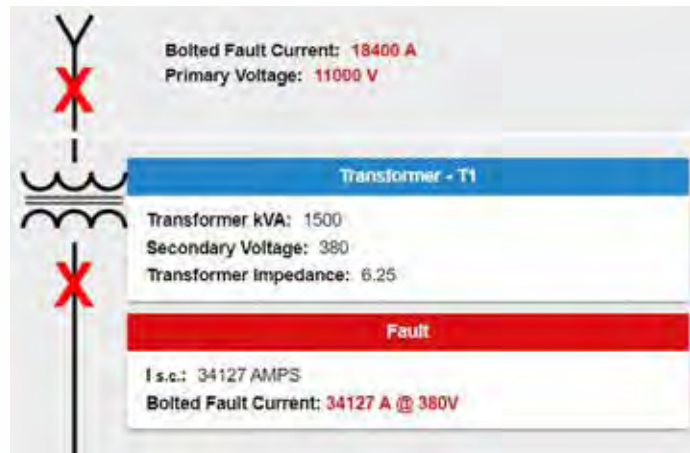 Bolted Fault Current: 18400 A
Primary Voltage: 11000 V
Transformer - T1
Transformer kVA: 1500
Secondary Voltage: 380
Transformer Impedance: 6.25
Fault
I s.c.: 34127 AMPS
Bolted Fault Current: 34127 A @ 380V